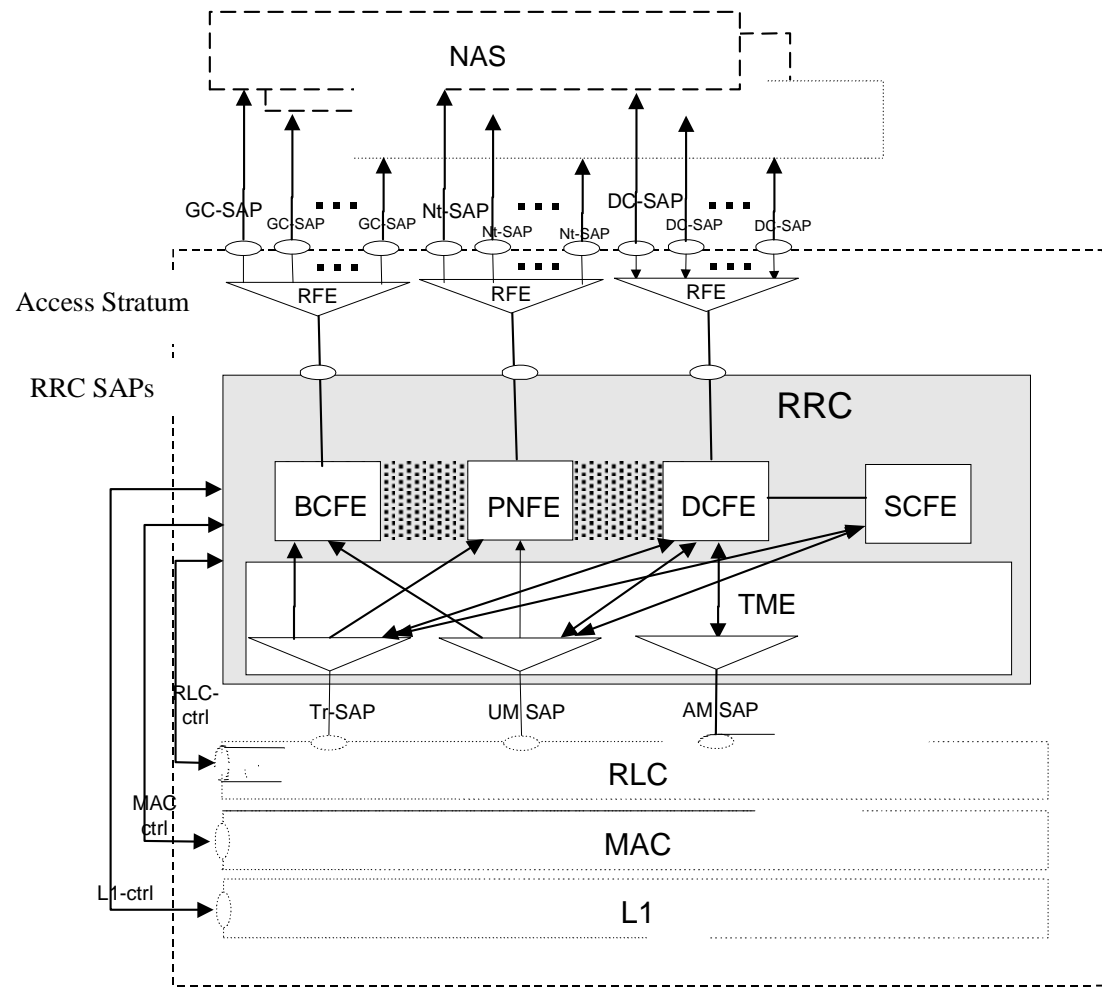 NAS
GC-SAP
GC-SAP
GC-SAP
Nt-SAP
Nt-SAP
Nt-SAP
DC-SAP
DC-SAP
DC-SAP
RFE
RFE
RFE
Access Stratum
RRC SAPs
RRC
BCFE
PNFE
DCFE
SCFE
TME
RLC-
ctrl
Tr-SAP
UM SAP
AM SAP
RLC
MAC
ctrl
MAC
L1-ctrl
L1